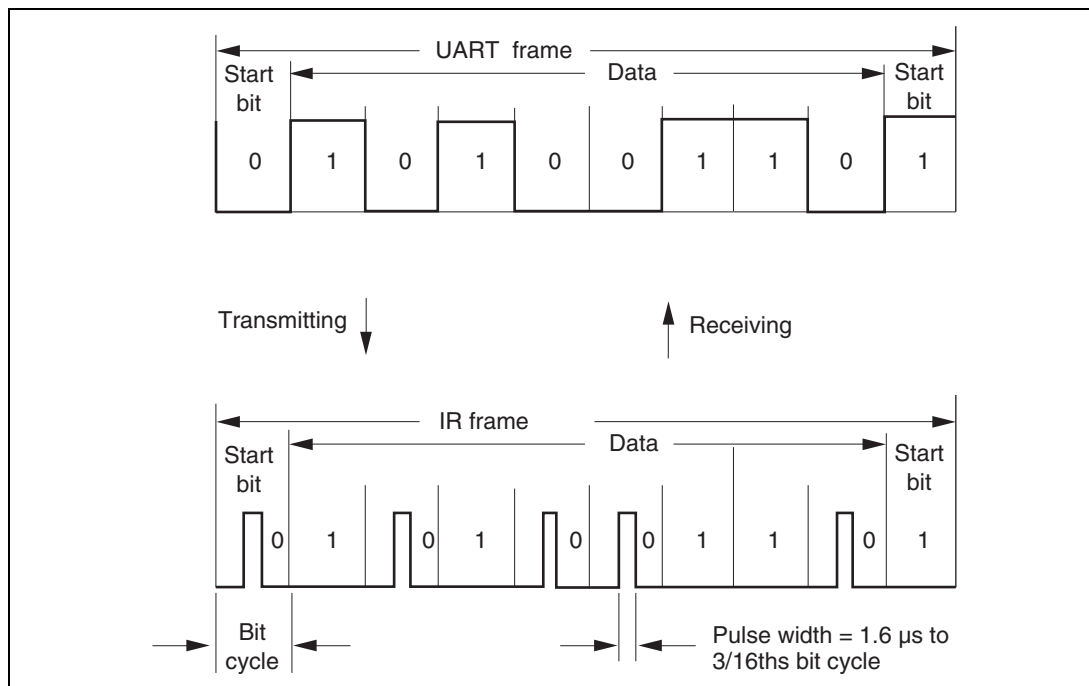 UART frame
Start bit
Data
Start bit
0 1 0 1 0 0 1 1 0 1
Transmitting
Receiving
IR frame
Start bit
Data
Start bit
0 1 0 1 0 0 1 1 0 1
Bit cycle
Pulse width = 1.6 μs to
3/16ths bit cycle